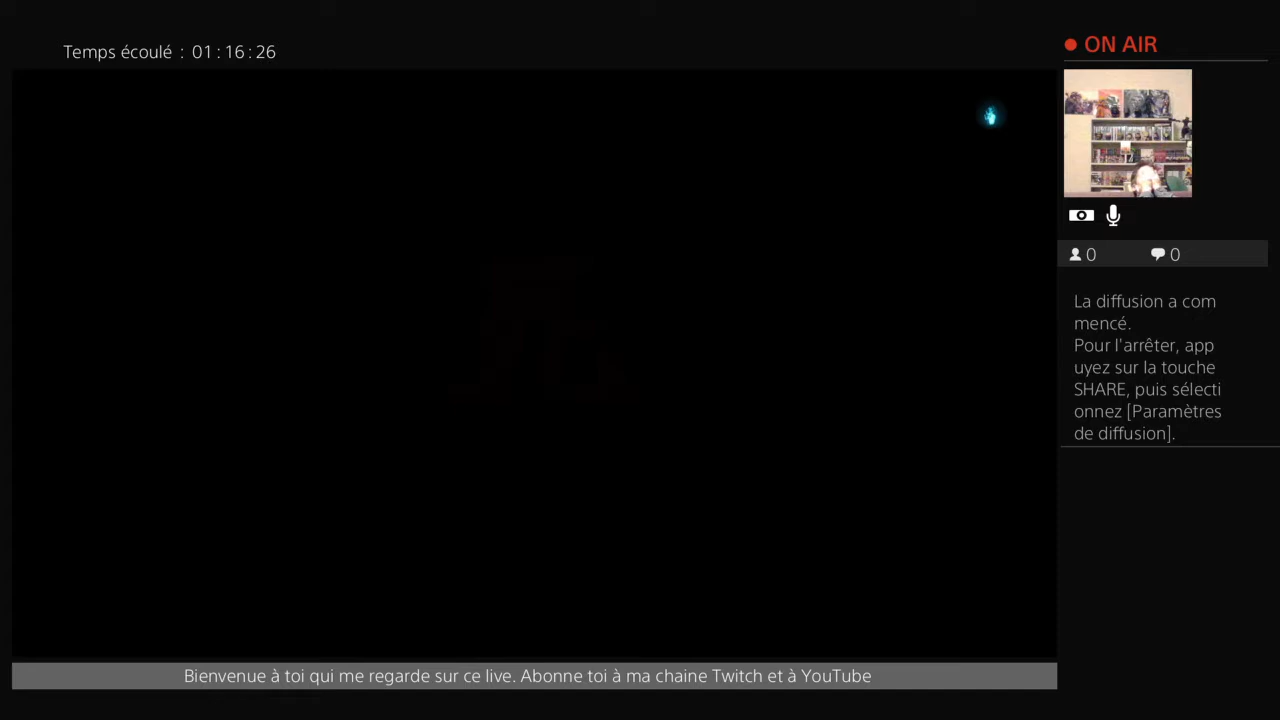 Temps écoulé : 01:16:26
ON AIR
0 0
La diffusion a com
mencé.
Pour l'arrêter, app
uyez sur la touche
SHARE, puis sélecti
onnez [Paramètres
de diffusion].
Bienvenue à toi qui me regarde sur ce live. Abonne toi à ma chaine Twitch et à YouTube